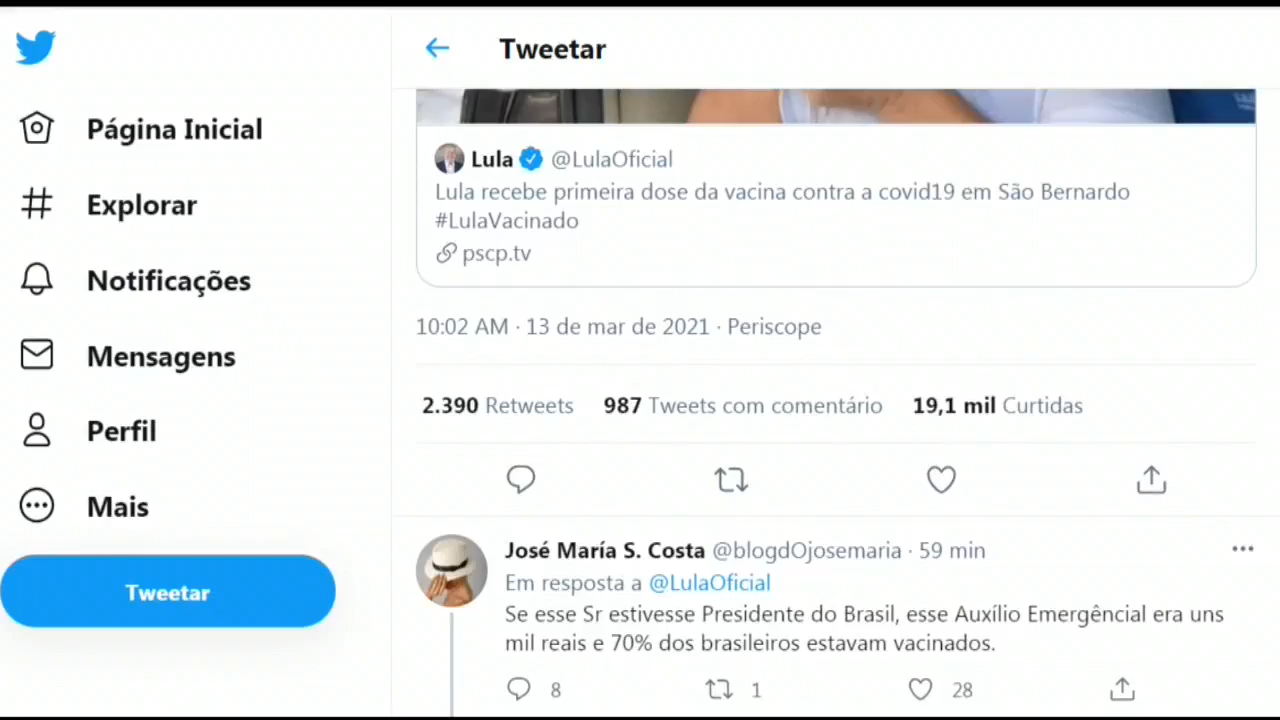 Tweetar
Página Inicial
Explorar
Notificações
Mensagens
Perfil
Mais
Tweetar
Lula @LulaOficial
Lula recebe primeira dose da vacina contra a covid19 em São Bernardo
#LulaVacinado
pscp.tv
10:02 AM · 13 de mar de 2021 · Periscope
2.390 Retweets 987 Tweets com comentário 19,1 mil Curtidas
José María S. Costa @blogdOjosemaria · 59 min
Em resposta a @LulaOficial
Se esse Sr estivesse Presidente do Brasil, esse Auxílio Emergêncial era uns
mil reais e 70% dos brasileiros estavam vacinados.
8 1 28